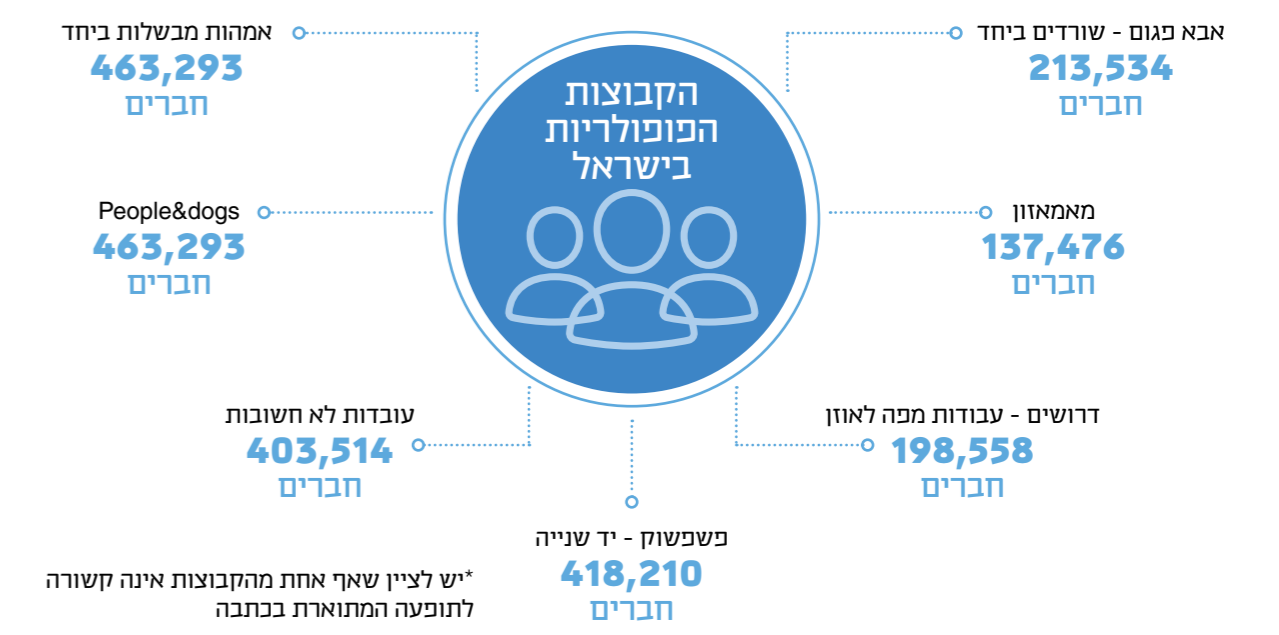 הקבוצות
הפופולריות
בישראל
אבא פגום - שורדים ביחד
213,534
חברים
מאמאזון
137,476
חברים
דרושים - עבודות מפה לאוזן
198,558
חברים
פשפשוק - יד שנייה
418,210
חברים
עובדות לא חשובות
403,514
חברים
People&dogs
463,293
חברים
אמהות מבשלות ביחד
463,293
חברים
*יש לציין שאף אחת מהקבוצות אינה קשורה
לתופעה המתוארת בכתבה